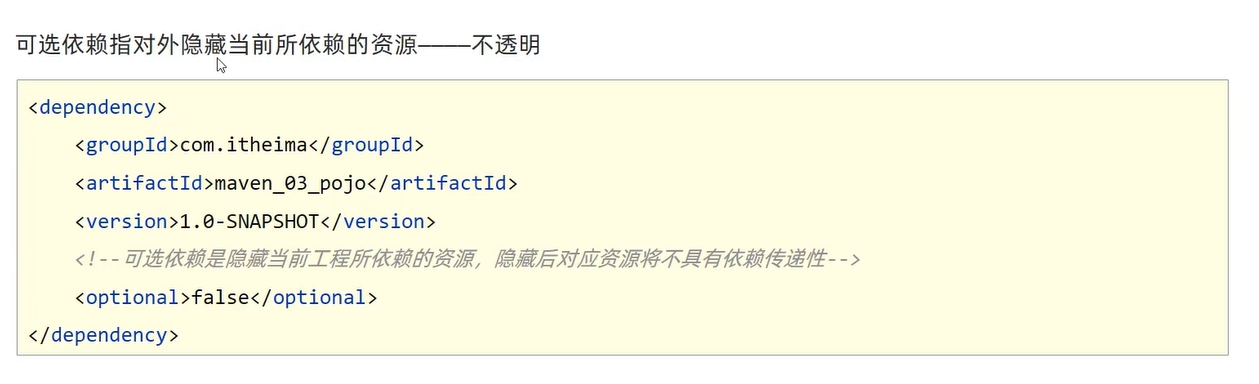 可选依赖指对外隐藏当前所依赖的资源————不透明
<dependency>
    <groupId>com.itheima</groupId>
    <artifactId>maven_03_pojo</artifactId>
    <version>1.0-SNAPSHOT</version>
    <!--可选依赖是隐藏当前工程所依赖的资源，隐藏后对应资源将不具有依赖传递性-->
    <optional>false</optional>
</dependency>